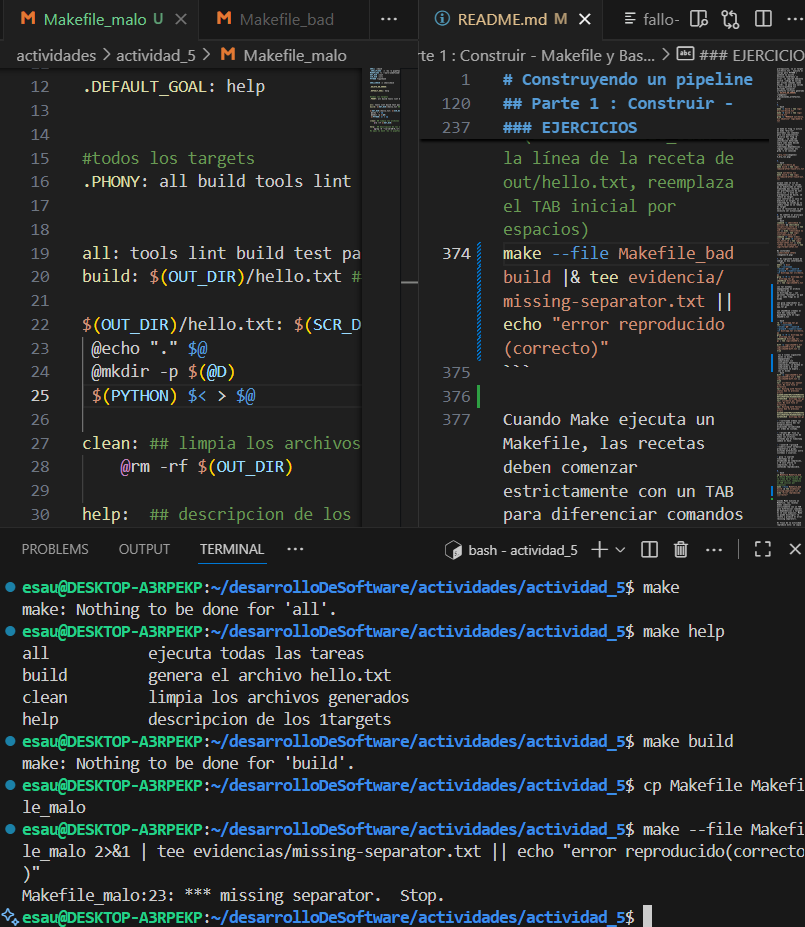 Makefile_malo U
Makefile_bad
actividades > actividad_5 > Makefile_malo
12 .DEFAULT_GOAL: help
13
14
15 #todos los targets
16 .PHONY: all build tools lint
17
18
19 all: tools lint build test pa
20 build: $(OUT_DIR)/hello.txt #
21
22 $(OUT_DIR)/hello.txt: $(SCR_D
23 @echo "." $@
24 @mkdir -p $(@D)
25 $(PYTHON) $< > $@
26
27 clean: ## limpia los archivos
28 @rm -rf $(OUT_DIR)
29
30 help:  ## descripcion de los
README.md M
fallo-
rte 1 : Construir - Makefile y Bas... > ### EJERCICIO
1 # Construyendo un pipeline
120 ## Parte 1 : Construir -
237 ### EJERCICIOS
la línea de la receta de
out/hello.txt, reemplaza
el TAB inicial por
espacios)
374 make --file Makefile_bad
build |& tee evidencia/
missing-separator.txt ||
echo "error reproducido
(correcto)"
375 ```
376
377 Cuando Make ejecuta un
Makefile, las recetas
deben comenzar
estrictamente con un TAB
para diferenciar comandos
PROBLEMS OUTPUT TERMINAL ···
bash - actividad_5
esau@DESKTOP-A3RPEKP:~/desarrolloDeSoftware/actividades/actividad_5$ make
make: Nothing to be done for 'all'.
esau@DESKTOP-A3RPEKP:~/desarrolloDeSoftware/actividades/actividad_5$ make help
all ejecuta todas las tareas
build genera el archivo hello.txt
clean limpia los archivos generados
help descripcion de los 1targets
esau@DESKTOP-A3RPEKP:~/desarrolloDeSoftware/actividades/actividad_5$ make build
make: Nothing to be done for 'build'.
esau@DESKTOP-A3RPEKP:~/desarrolloDeSoftware/actividades/actividad_5$ cp Makefile Makefi
le_malo
esau@DESKTOP-A3RPEKP:~/desarrolloDeSoftware/actividades/actividad_5$ make --file Makefi
le_malo 2>&1 | tee evidencias/missing-separator.txt || echo "error reproducido(correcto
)"
Makefile_malo:23: *** missing separator.  Stop.
esau@DESKTOP-A3RPEKP:~/desarrolloDeSoftware/actividades/actividad_5$